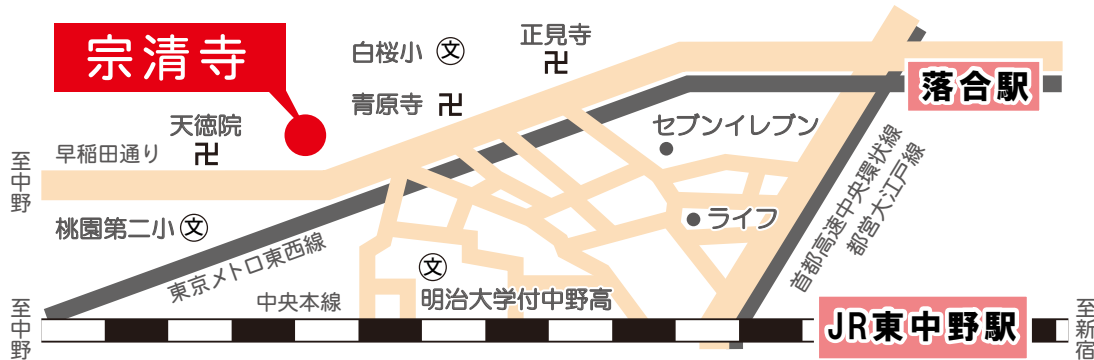 宗清寺
白桜小 文
正見寺
卍
落合駅
青原寺 卍
天徳院
卍
セブンイレブン
早稲田通り
至中野
桃園第二小 文
ライフ
首都高速中央環状線
都営大江戸線
東京メトロ東西線
文
明治大学付中野高
中央本線
至中野
JR東中野駅
至新宿